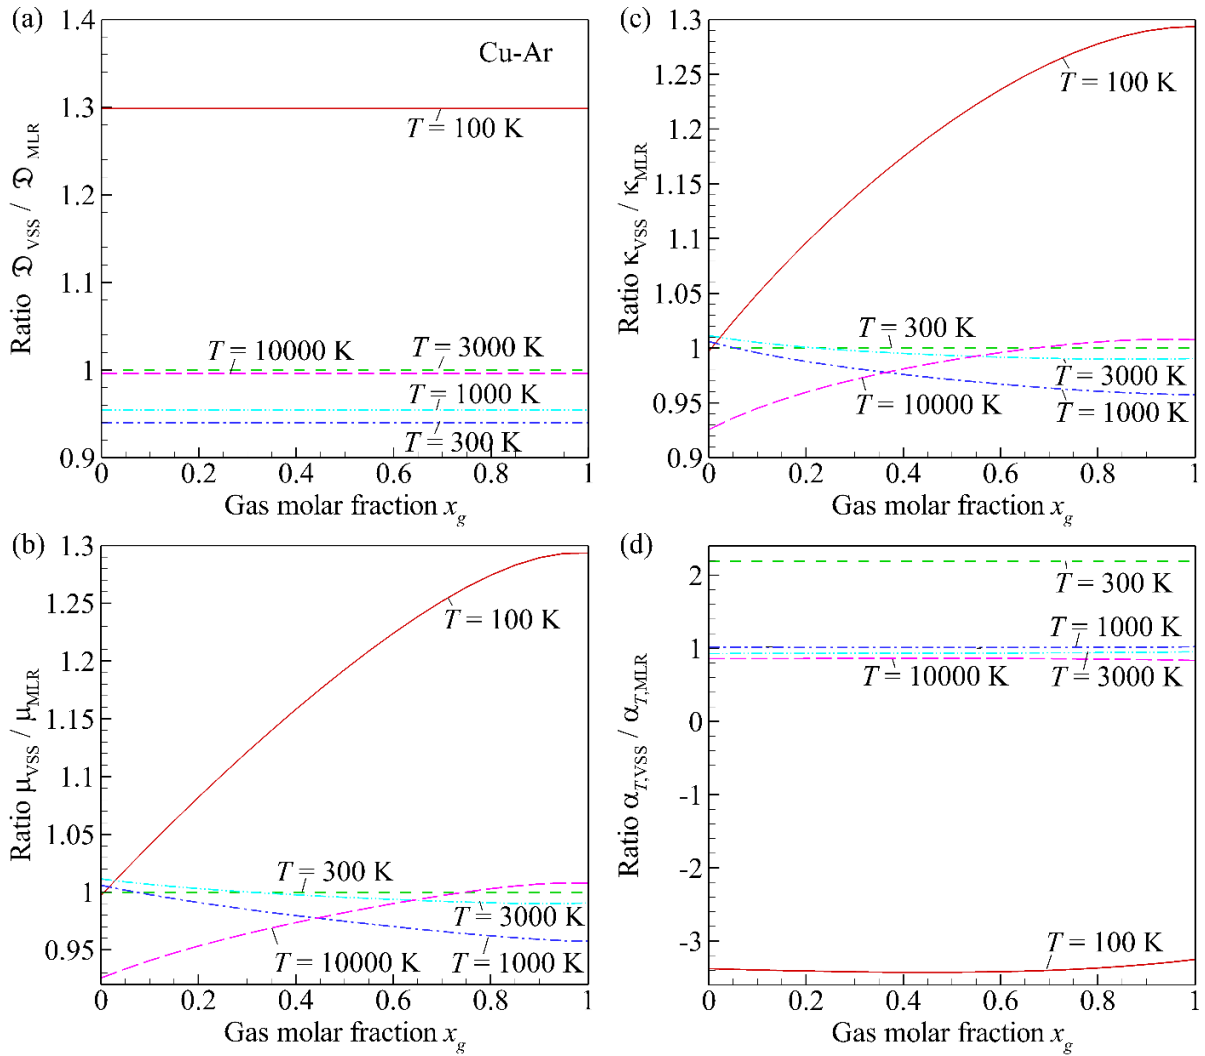 (a)
1.4
1.3
1.2
1.1
1
0.9
Ratio 𝔇VSS / 𝔇MLR
Cu-Ar
T = 100 K
T = 10000 K
T = 3000 K
T = 1000 K
T = 300 K
0 0.2 0.4 0.6 0.8 1
Gas molar fraction xg
(c)
1.3
1.25
1.2
1.15
1.1
1.05
1
0.95
0.9
Ratio κVSS / κMLR
T = 100 K
T = 300 K
T = 3000 K
T = 10000 K
T = 1000 K
0 0.2 0.4 0.6 0.8 1
Gas molar fraction xg
(b)
1.3
1.25
1.2
1.15
1.1
1.05
1
0.95
Ratio μVSS / μMLR
T = 100 K
T = 300 K
T = 3000 K
T = 10000 K
T = 1000 K
0 0.2 0.4 0.6 0.8 1
Gas molar fraction xg
(d)
2
1
0
-1
-2
-3
Ratio αT,VSS / αT,MLR
T = 300 K
T = 1000 K
T = 10000 K
T = 3000 K
T = 100 K
0 0.2 0.4 0.6 0.8 1
Gas molar fraction xg